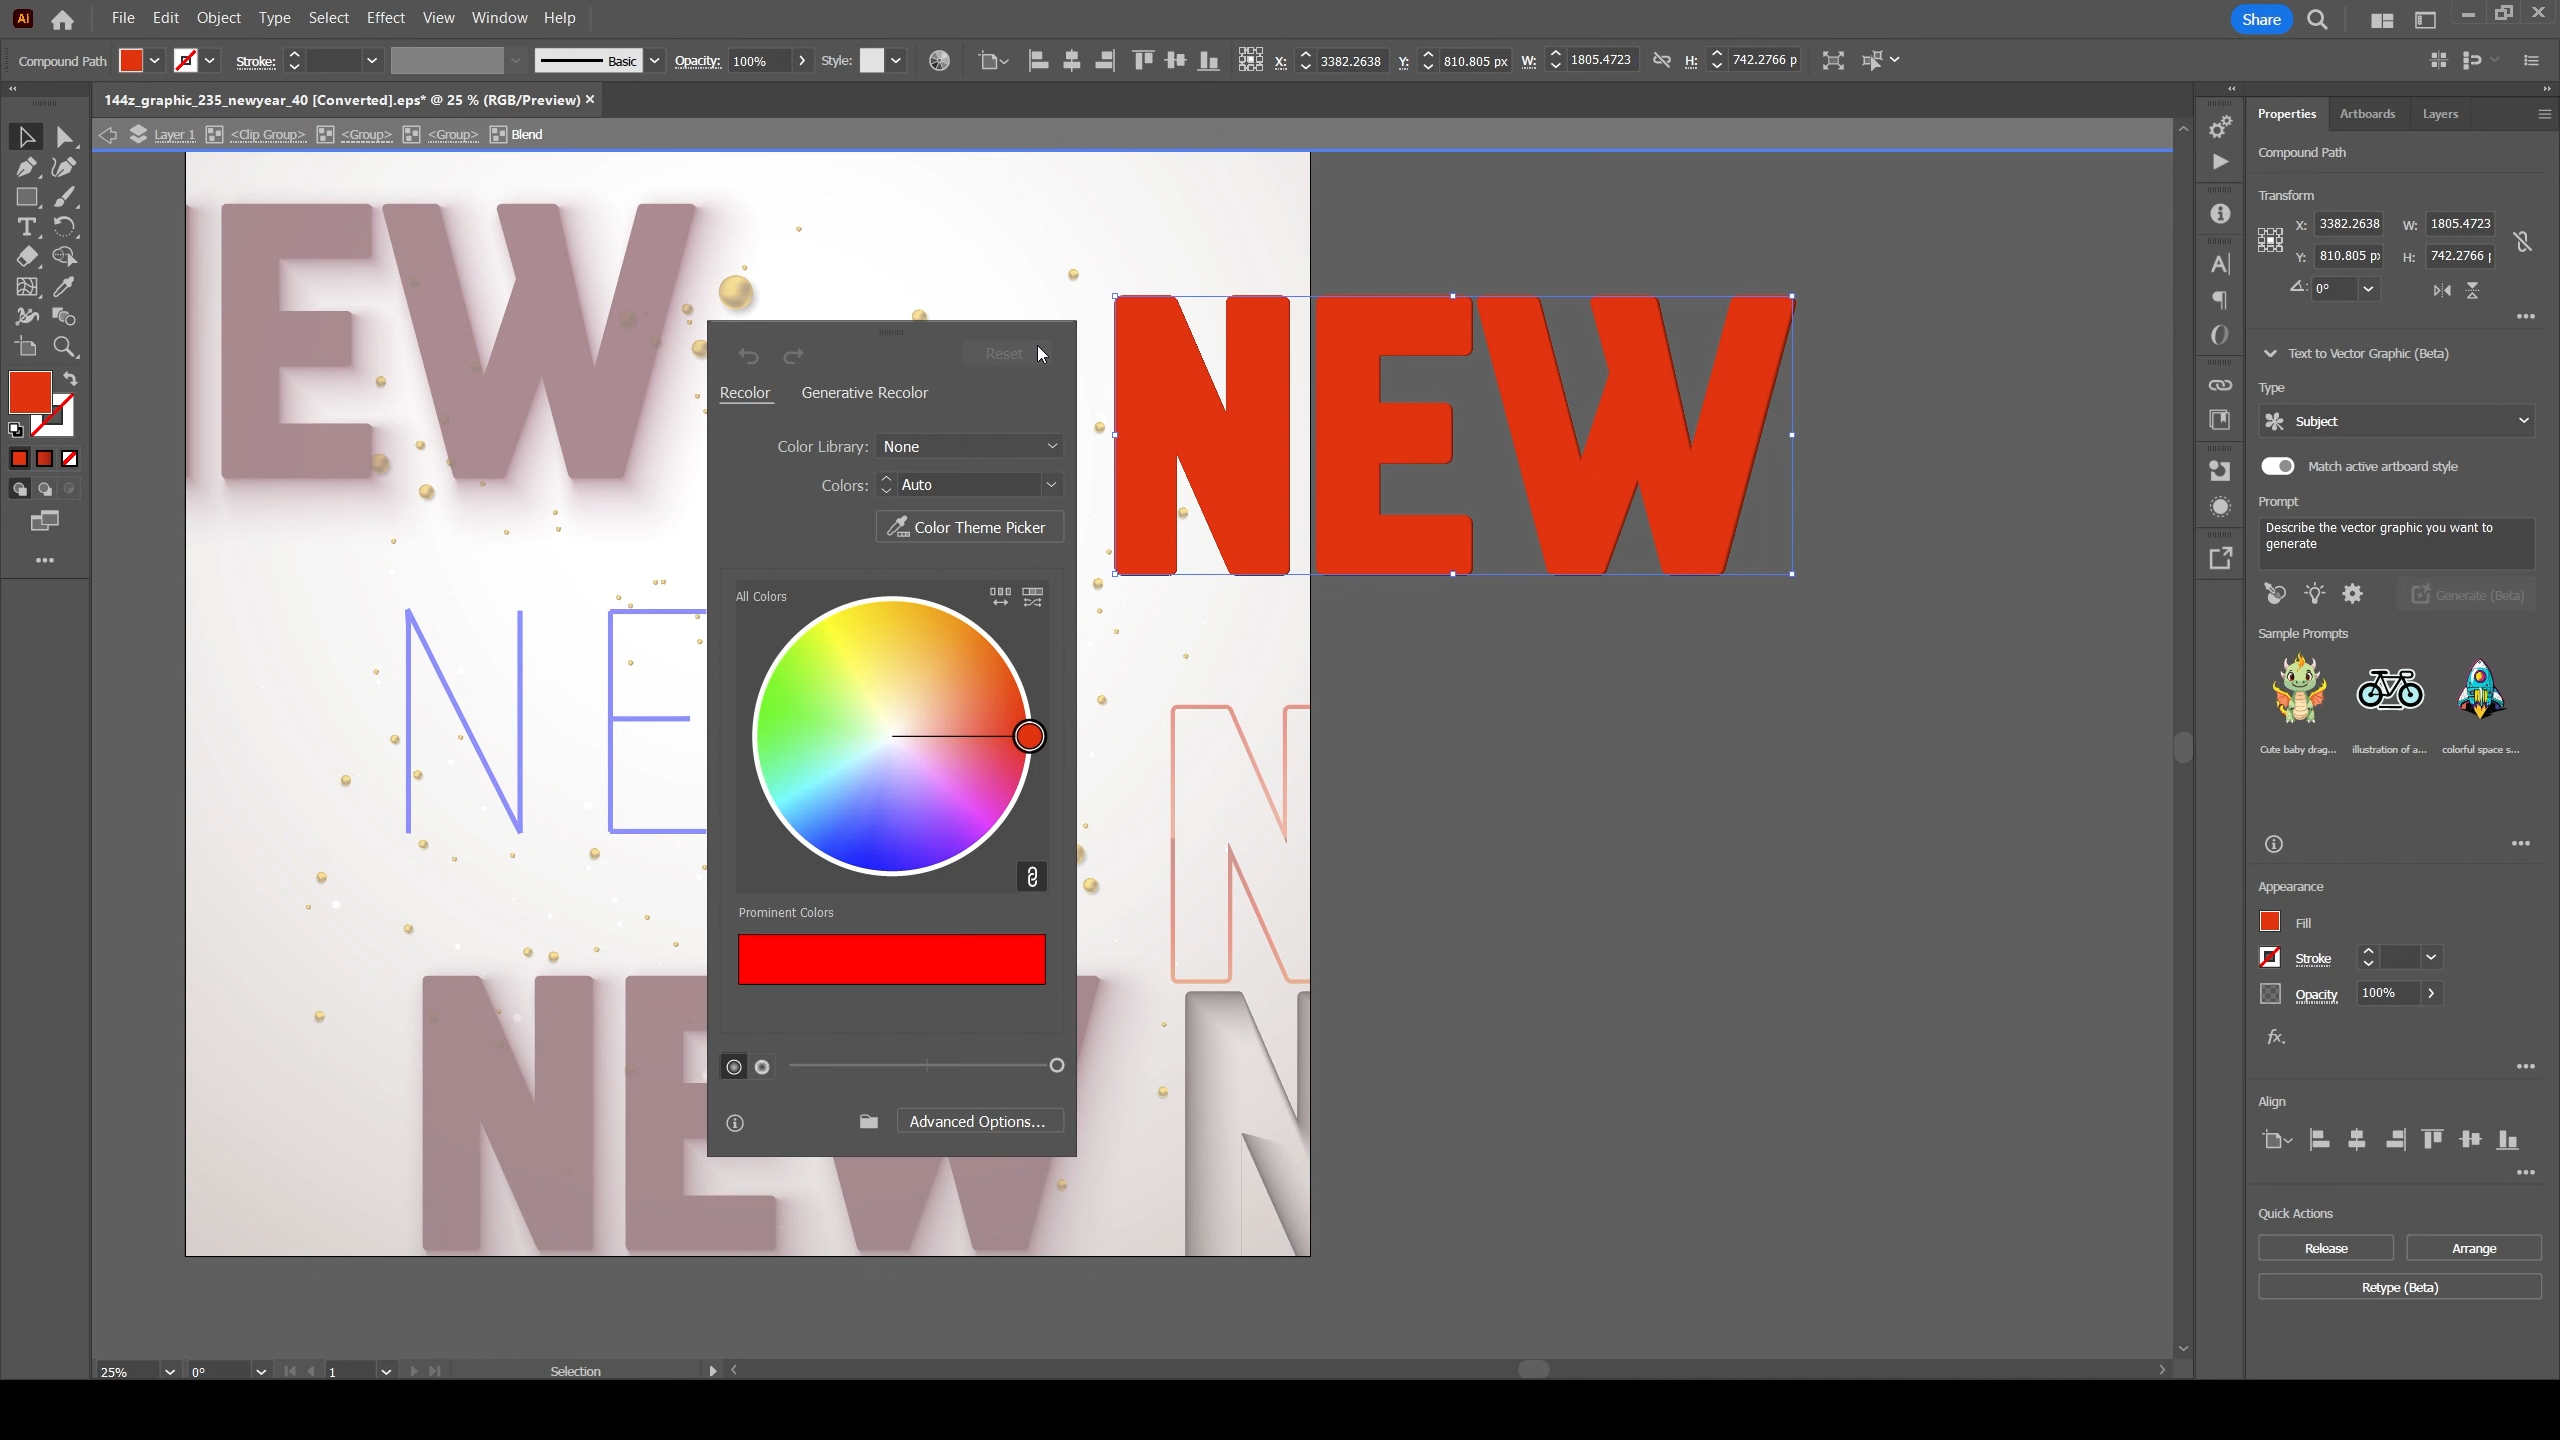 Ai File Edit Object Type Select Effect View Window Help Share
Compound Path Stroke: Basic Opacity: 100% Style: X: 3382.2638 Y: 810.805 px W: 1805.4723 H: 742.2766 p
144z_graphic_235_newyear_40 [Converted].eps* @ 25 % (RGB/Preview) ×
Layer 1 <Clip Group> <Group> <Group> Blend
EW
NEW
N E
N
NEW
N
Reset
Recolor Generative Recolor
Color Library: None
Colors: Auto
Color Theme Picker
All Colors
Prominent Colors
Advanced Options...
25% 0° 1 Selection
Properties Artboards Layers
Compound Path
Transform
X: 3382.2638 W: 1805.4723
Y: 810.805 px H: 742.2766
0°
Text to Vector Graphic (Beta)
Type
Subject
Match active artboard style
Prompt
Describe the vector graphic you want to
generate
Generate (Beta)
Sample Prompts
Cute baby drag... illustration of a... colorful space s...
Appearance
Fill
Stroke
Opacity 100%
fx.
Align
Quick Actions
Release Arrange
Retype (Beta)